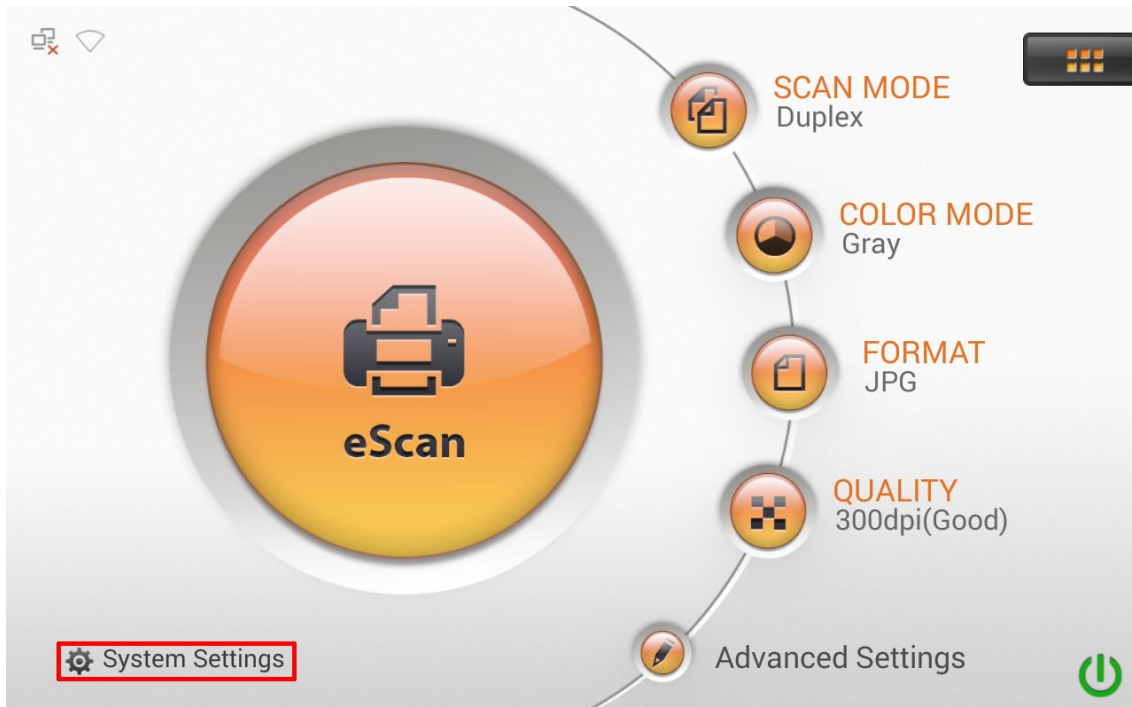 SCAN MODE
Duplex
COLOR MODE
Gray
FORMAT
JPG
eScan
QUALITY
300dpi(Good)
System Settings
Advanced Settings